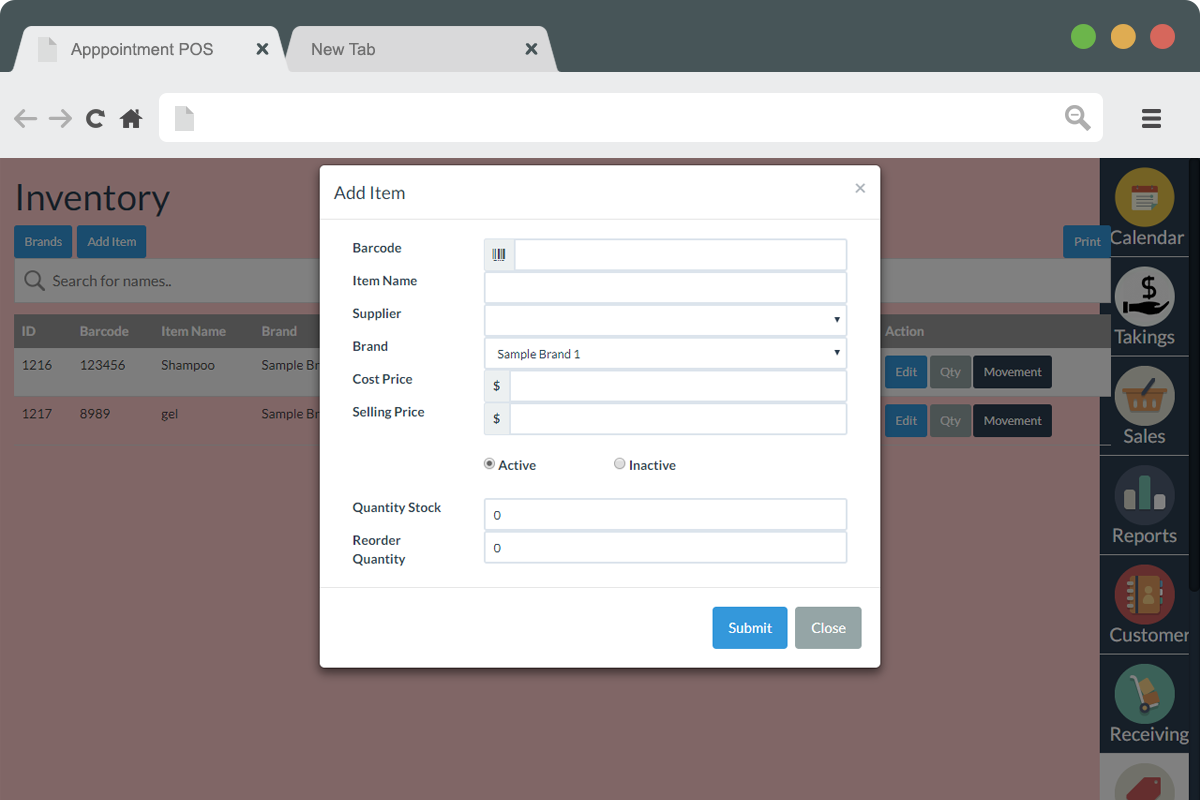 Apppointment POS
New Tab
Inventory
Brands
Add Item
Print
Search for names..
ID Barcode Item Name Brand Action
1216 123456 Shampoo Sample Br Edit Qty Movement
1217 8989 gel Sample Br Edit Qty Movement
Add Item
×
Barcode
Item Name
Supplier
Brand Sample Brand 1
Cost Price $
Selling Price $
Active Inactive
Quantity Stock 0
Reorder
Quantity 0
Submit Close
Calendar
$
Takings
Sales
Reports
Customer
Receiving